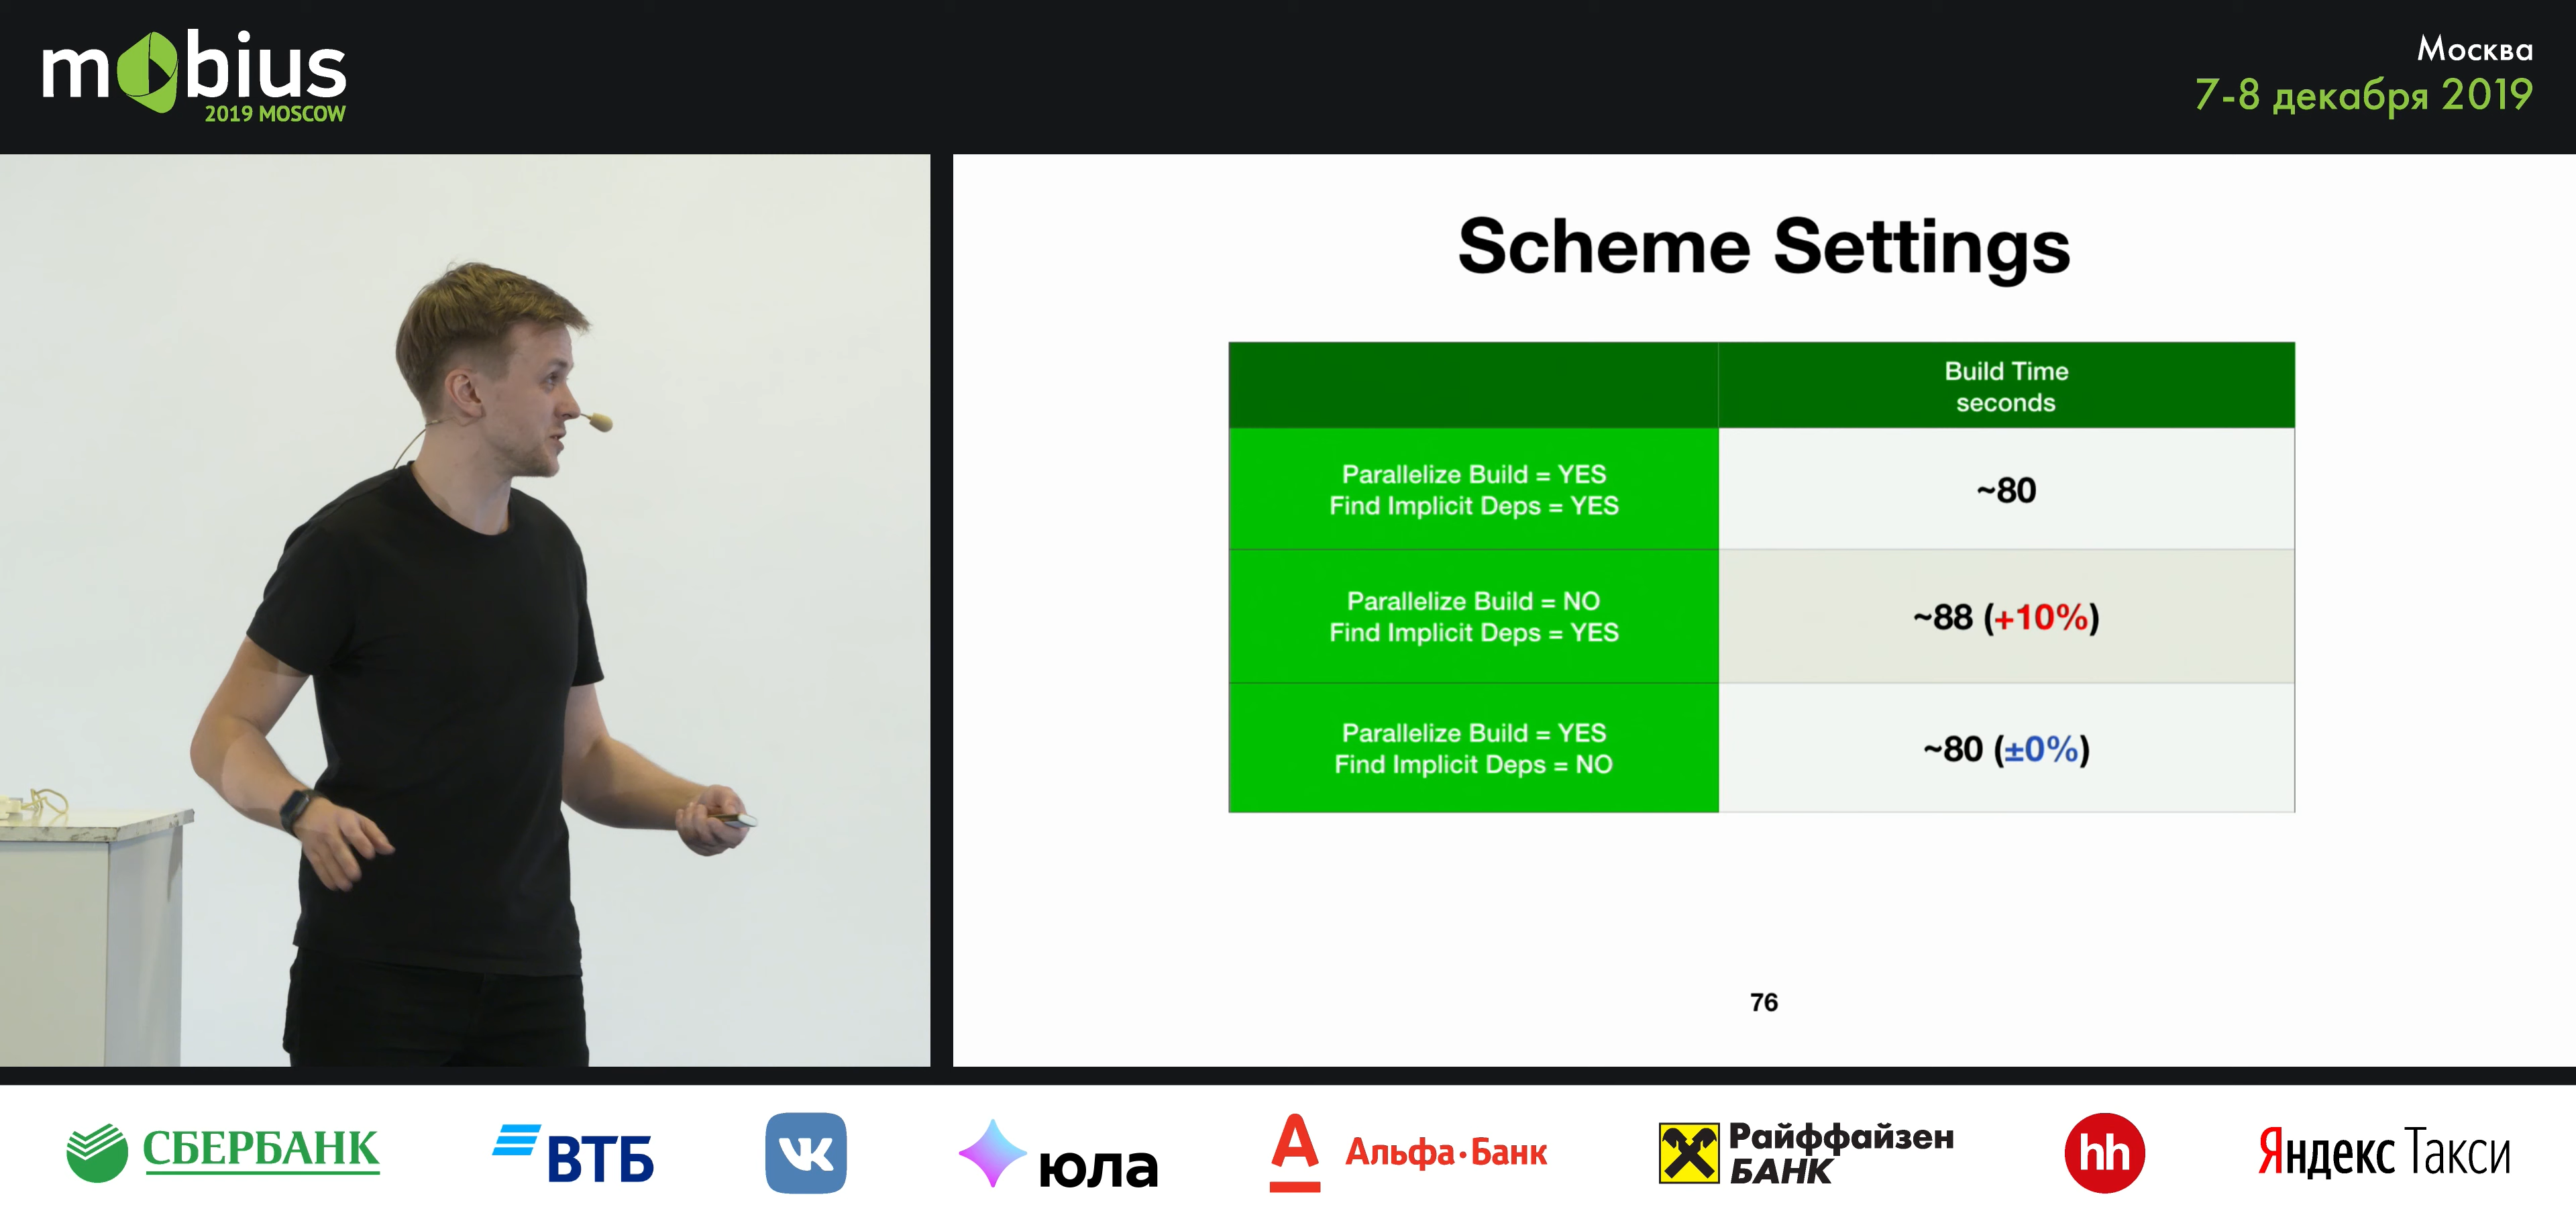 mobius
2019 MOSCOW
Москва
7-8 декабря 2019
Scheme Settings
Build Time
seconds
Parallelize Build = YES
Find Implicit Deps = YES
~80
Parallelize Build = NO
Find Implicit Deps = YES
~88 (+10%)
Parallelize Build = YES
Find Implicit Deps = NO
~80 (±0%)
76
СБЕРБАНК
ВТБ
VK
юла
А
Альфа·Банк
Райффайзен
БАНК
hh
Яндекс Такси